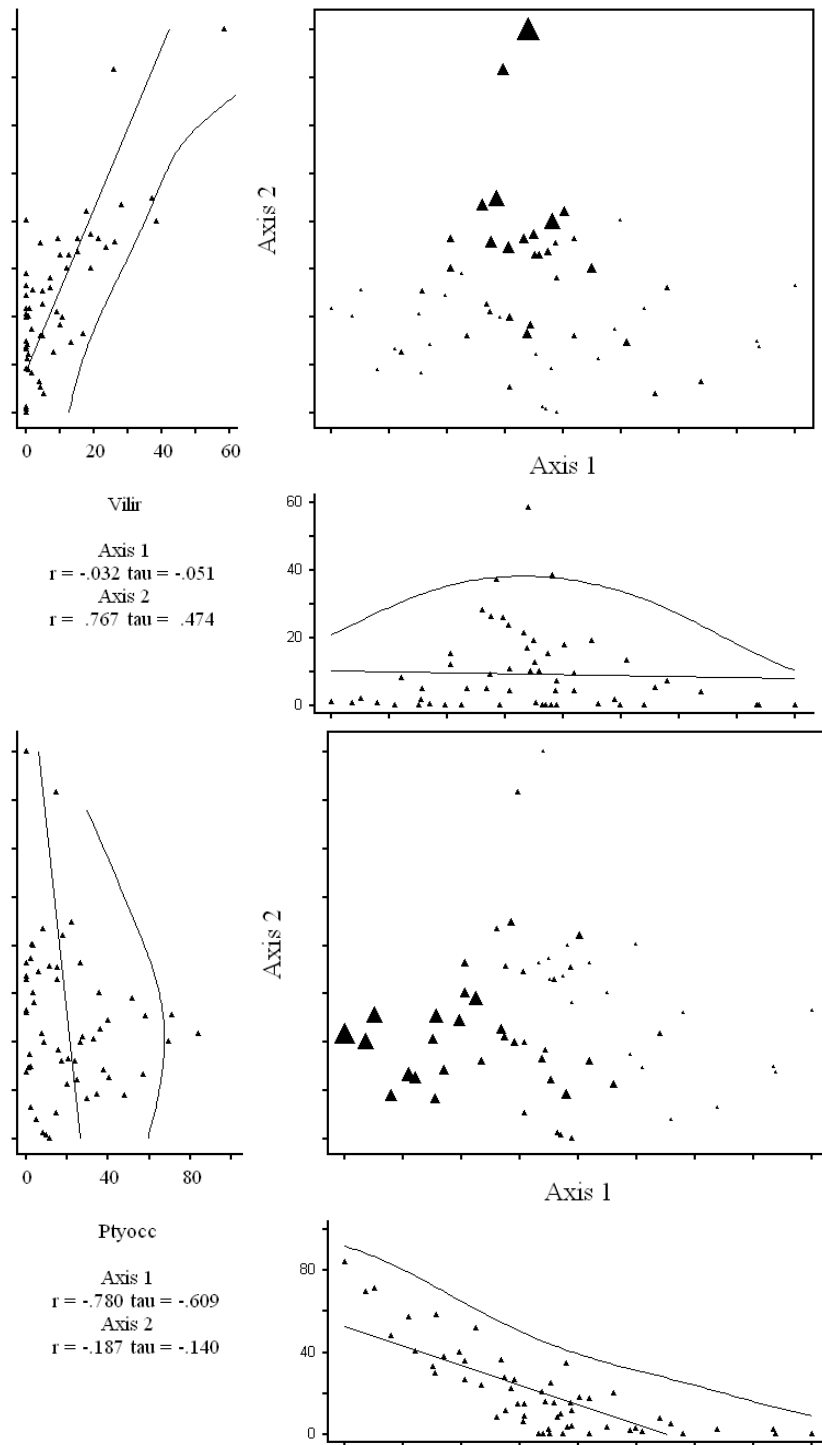 Axis 2
0 20 40 60
Axis 1
Vilir
Axis 1
r = -.032 tau = -.051
Axis 2
r = .767 tau = .474
60
40
20
0
Axis 2
0 40 80
Axis 1
Ptyocc
Axis 1
r = -.780 tau = -.609
Axis 2
r = -.187 tau = -.140
80
40
0